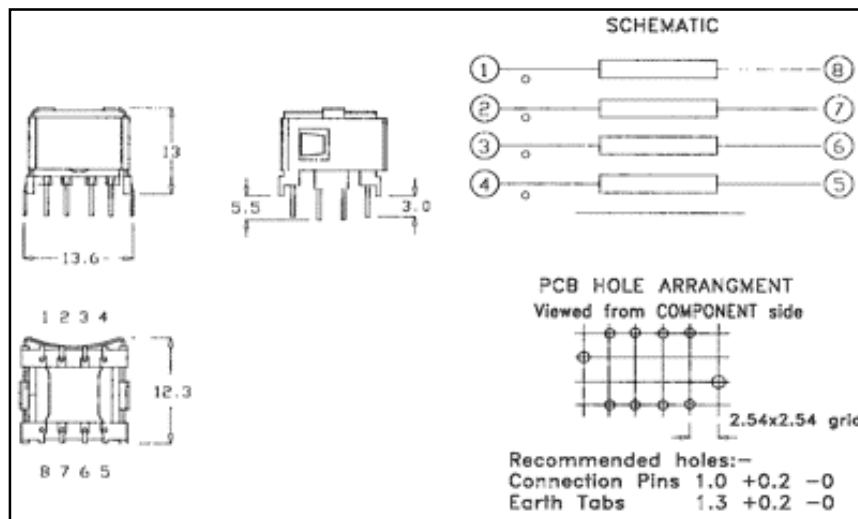 SCHEMATIC
1 8
2 7
3 6
4 5
13
5.5 3.0
13.6
1 2 3 4
12.3
8 7 6 5
PCB HOLE ARRANGMENT
Viewed from COMPONENT side
2.54x2.54 grid
Recommended holes:-
Connection Pins 1.0 +0.2 -0
Earth Tabs 1.3 +0.2 -0